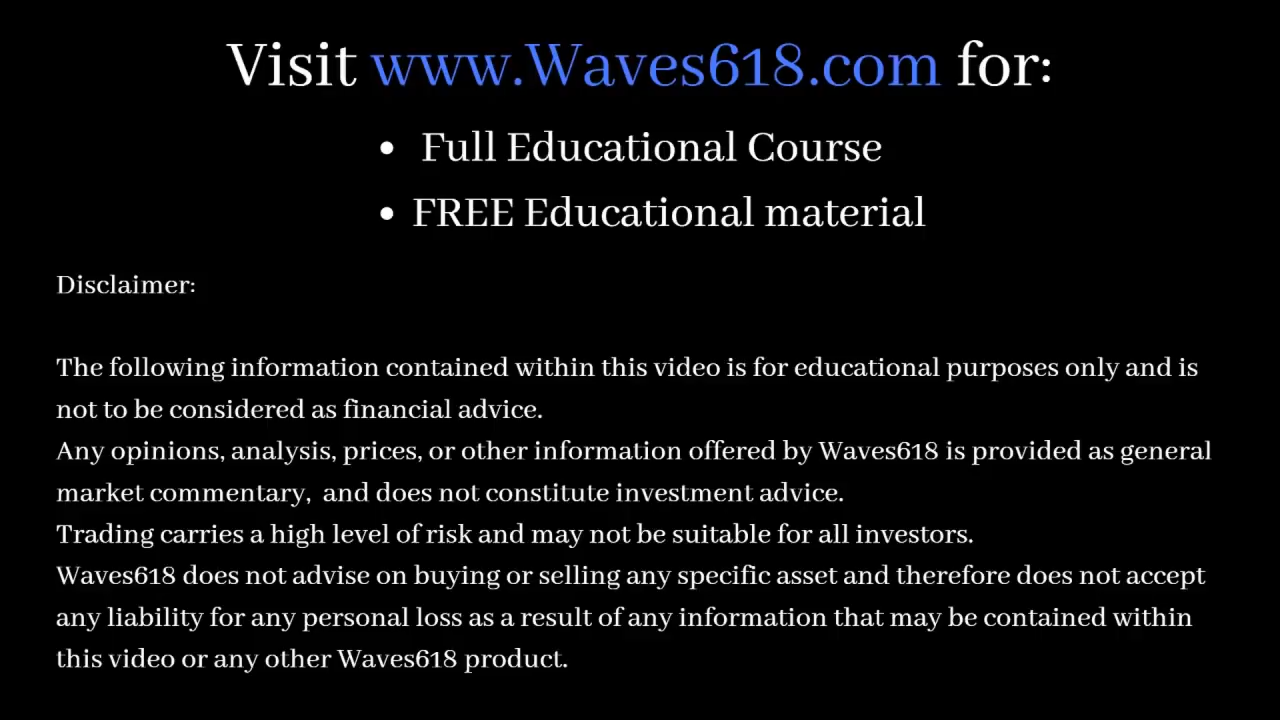 Visit www.Waves618.com for:
• Full Educational Course
• FREE Educational material
Disclaimer:
The following information contained within this video is for educational purposes only and is
not to be considered as financial advice.
Any opinions, analysis, prices, or other information offered by Waves618 is provided as general
market commentary,  and does not constitute investment advice.
Trading carries a high level of risk and may not be suitable for all investors.
Waves618 does not advise on buying or selling any specific asset and therefore does not accept
any liability for any personal loss as a result of any information that may be contained within
this video or any other Waves618 product.